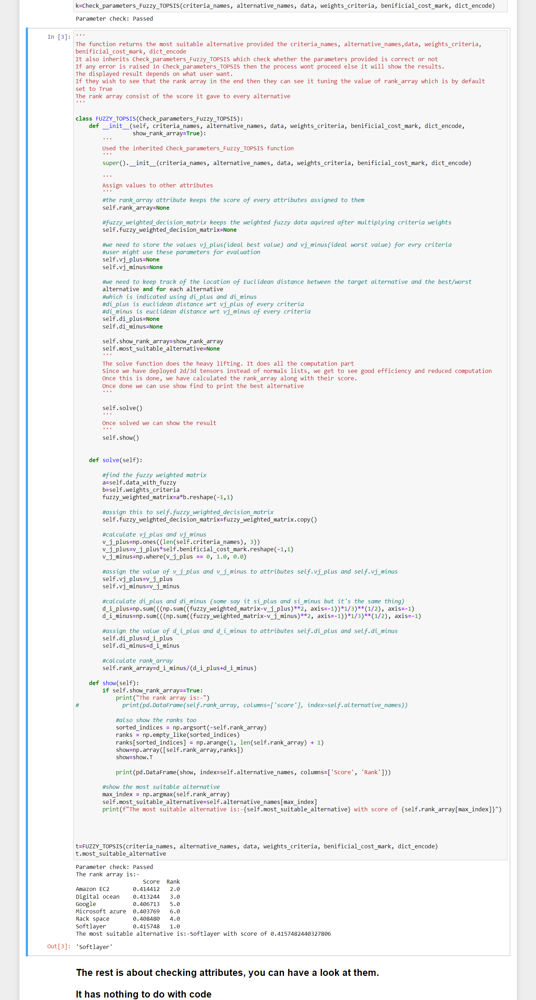 k=Check_parameters_Fuzzy_TOPSIS(criteria_names, alternative_names, data, weights_criteria, benificial_cost_mark, dict_encode)
Parameter check: Passed
In [3]:
'''
The function returns the most suitable alternative provided the criteria_names, alternative_names,data, weights_criteria,
benificial_cost_mark, dict_encode
It also inherits Check_parameters_Fuzzy_TOPSIS which check whether the parameters provided is correct or not
If any error is raised in Check_parameters_TOPSIS then the process wont proceed else it will show the results.
The displayed result depends on what user want.
If they wish to see that the rank array in the end then they can see it tuning the value of rank_array which is by default
set to True
The rank array consist of the score it gave to every alternative
'''

class FUZZY_TOPSIS(Check_parameters_Fuzzy_TOPSIS):
    def __init__(self, criteria_names, alternative_names, data, weights_criteria, benificial_cost_mark, dict_encode,
                 show_rank_array=True):
        '''
        Used the inherited Check_parameters_Fuzzy_TOPSIS function
        '''
        super().__init__(criteria_names, alternative_names, data, weights_criteria, benificial_cost_mark, dict_encode)

        '''
        Assign values to other attributes
        '''
        #the rank_array attribute keeps the score of every attributes assigned to them
        self.rank_array=None

        #fuzzy_weighted_decision_matrix keeps the weighted fuzzy data aquired after multiplying criteria weights
        self.fuzzy_weighted_decision_matrix=None

        #we need to store the values vj_plus(ideal best value) and vj_minus(ideal worst value) for evry criteria
        #user might use these parameters for evaluation
        self.vj_plus=None
        self.vj_minus=None

        #we need to keep track of the location of Euclidean distance between the target alternative and the best/worst
        alternative and for each alternative
        #which is indicated using di_plus and di_minus
        #di_plus is euclidean distance wrt vj_plus of every criteria
        #di_minus is euclidean distance wrt vj_minus of every criteria
        self.di_plus=None
        self.di_minus=None

        self.show_rank_array=show_rank_array
        self.most_suitable_alternative=None
        '''
        The solve function does the heavy lifting. It does all the computation part
        Since we have deployed 2d/3d tensors instead of normals lists, we get to see good efficiency and reduced computation
        Once this is done, we have calculated the rank_array along with their score.
        Once done we can use show find to print the best alternative
        '''

        self.solve()
        '''
        Once solved we can show the result
        '''
        self.show()


    def solve(self):

        #find the fuzzy weighted matrix
        a=self.data_with_fuzzy
        b=self.weights_criteria
        fuzzy_weighted_matrix=a*b.reshape(-1,1)

        #assign this to self.fuzzy_weighted_decision_matrix
        self.fuzzy_weighted_decision_matrix=fuzzy_weighted_matrix.copy()

        #calculate vj_plus and vj_minus
        v_j_plus=np.ones((len(self.criteria_names), 3))
        v_j_plus=v_j_plus*self.benificial_cost_mark.reshape(-1,1)
        v_j_minus=np.where(v_j_plus == 0, 1.0, 0.0)

        #assign the value of v_j_plus and v_j_minus to attributes self.vj_plus and self.vj_minus
        self.vj_plus=v_j_plus
        self.vj_minus=v_j_minus

        #calculate di_plus and di_minus (some say it si_plus and si_minus but it's the same thing)
        d_i_plus=np.sum(((np.sum((fuzzy_weighted_matrix-v_j_plus)**2, axis=-1))*1/3)**(1/2), axis=-1)
        d_i_minus=np.sum(((np.sum((fuzzy_weighted_matrix-v_j_minus)**2, axis=-1))*1/3)**(1/2), axis=-1)

        #assign the value of d_i_plus and d_i_minus to attributes self.di_plus and self.di_minus
        self.di_plus=d_i_plus
        self.di_minus=d_i_minus

        #calculate rank_array
        self.rank_array=d_i_minus/(d_i_plus+d_i_minus)

    def show(self):
        if self.show_rank_array==True:
            print("The rank array is:-")
#             print(pd.DataFrame(self.rank_array, columns=['score'], index=self.alternative_names))

            #also show the ranks too
            sorted_indices = np.argsort(-self.rank_array)
            ranks = np.empty_like(sorted_indices)
            ranks[sorted_indices] = np.arange(1, len(self.rank_array) + 1)
            show=np.array([self.rank_array,ranks])
            show=show.T

            print(pd.DataFrame(show, index=self.alternative_names, columns=['Score', 'Rank']))

        #show the most suitable alternative
        max_index = np.argmax(self.rank_array)
        self.most_suitable_alternative=self.alternative_names[max_index]
        print(f"The most suitable alternative is:-{self.most_suitable_alternative} with score of {self.rank_array[max_index]}")



t=FUZZY_TOPSIS(criteria_names, alternative_names, data, weights_criteria, benificial_cost_mark, dict_encode)
t.most_suitable_alternative
Parameter check: Passed
The rank array is:-
                    Score  Rank
Amazon EC2       0.414412   2.0
Digital ocean    0.413244   3.0
Google           0.406713   5.0
Microsoft azure  0.403769   6.0
Rack space       0.408480   4.0
Softlayer        0.415748   1.0
The most suitable alternative is:-Softlayer with score of 0.4157482440327806
Out[3]: 'Softlayer'
The rest is about checking attributes, you can have a look at them.
It has nothing to do with code